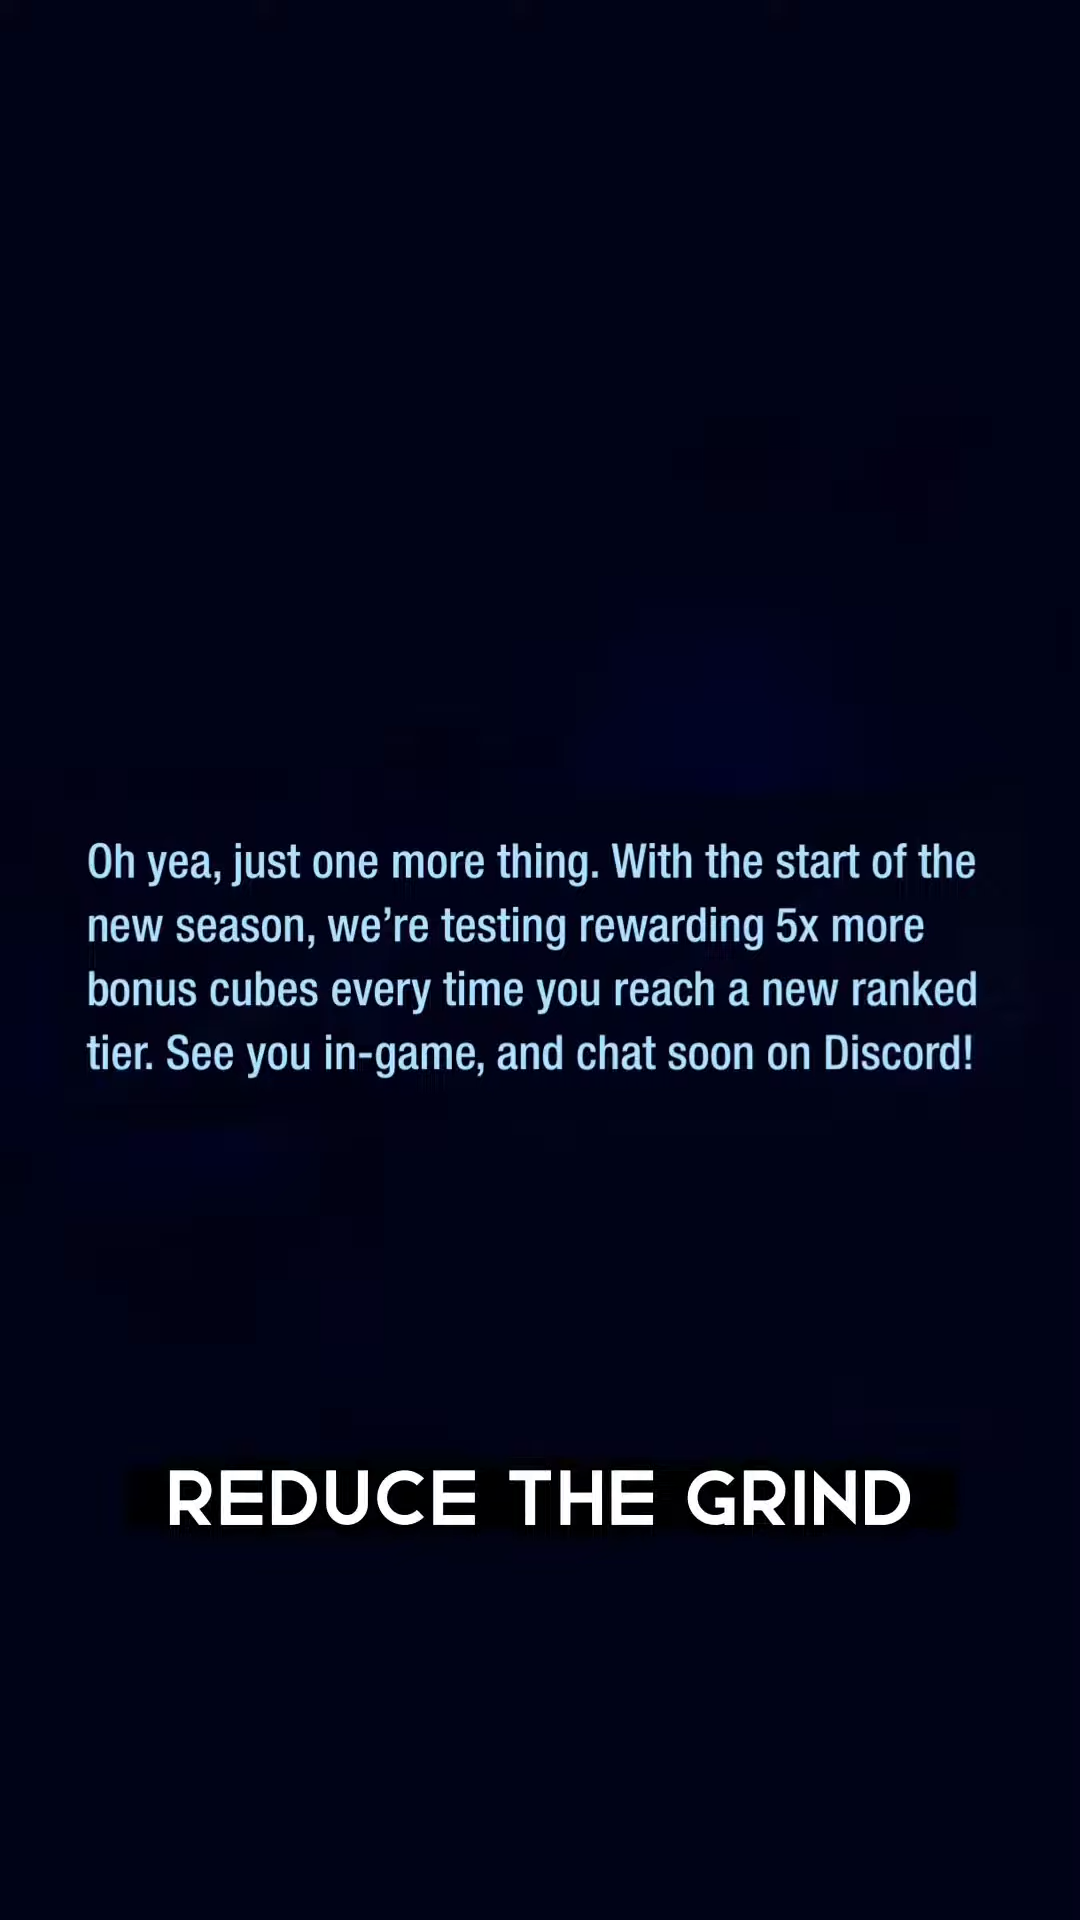 Oh yea, just one more thing. With the start of the
new season, we’re testing rewarding 5x more
bonus cubes every time you reach a new ranked
tier. See you in-game, and chat soon on Discord!
REDUCE THE GRIND